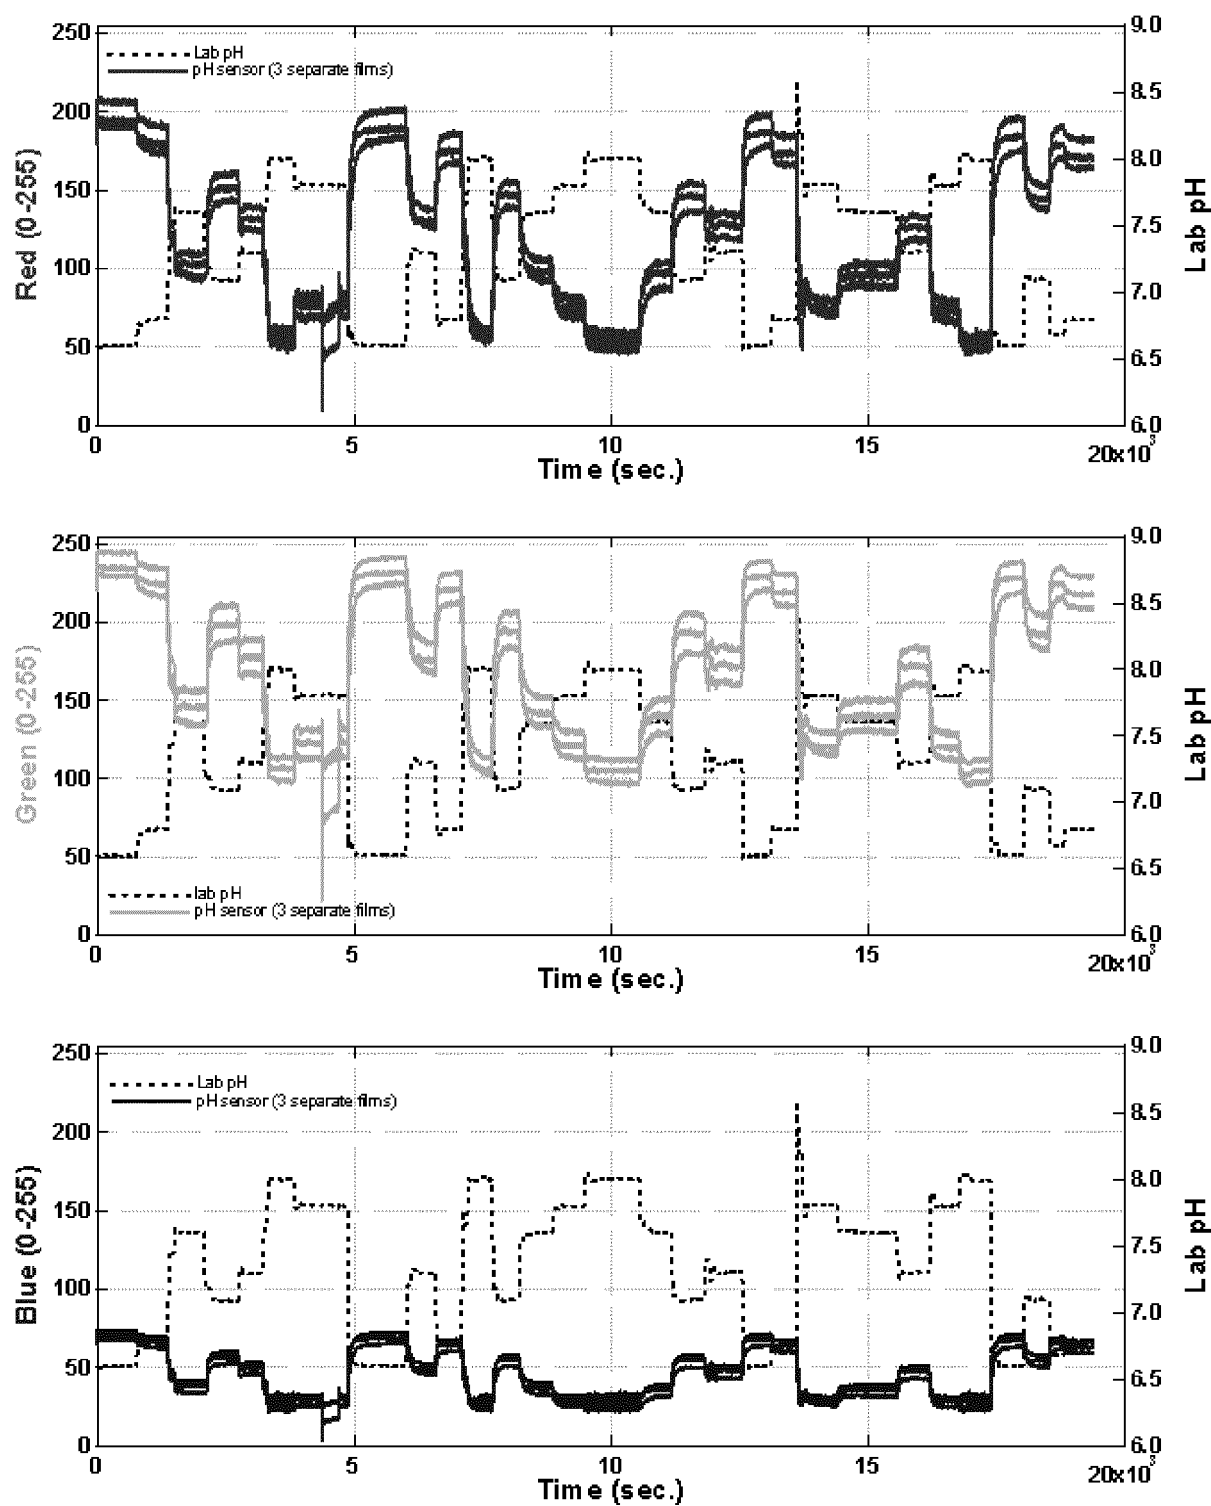 250
200
150
100
50
0
Red (0-255)
Lab pH
pH sensor (3 separate films)
9.0
8.5
8.0
7.5
7.0
6.5
6.0
Lab pH
0
5
10
15
20x10³
Time (sec.)
250
200
150
100
50
0
Green (0-255)
lab pH
pH sensor (3 separate films)
9.0
8.5
8.0
7.5
7.0
6.5
6.0
Lab pH
0
5
10
15
20x10³
Time (sec.)
250
200
150
100
50
0
Blue (0-255)
Lab pH
pH sensor (3 separate films)
9.0
8.5
8.0
7.5
7.0
6.5
6.0
Lab pH
0
5
10
15
20x10³
Time (sec.)